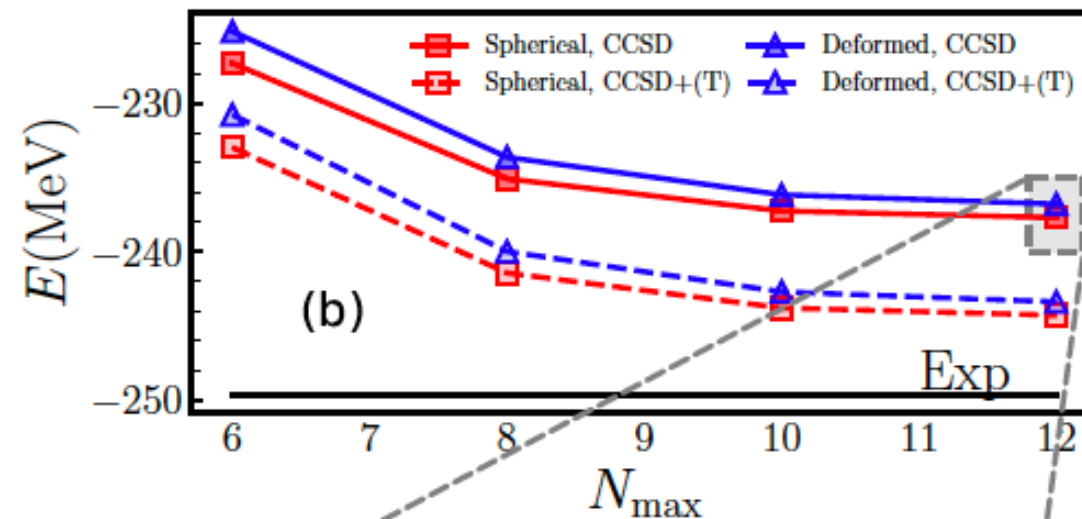 Spherical, CCSD Deformed, CCSD
Spherical, CCSD+(T) Deformed, CCSD+(T)
E(MeV)
−230
−240
−250
(b)
Exp
6 7 8 9 10 11 12
N_max